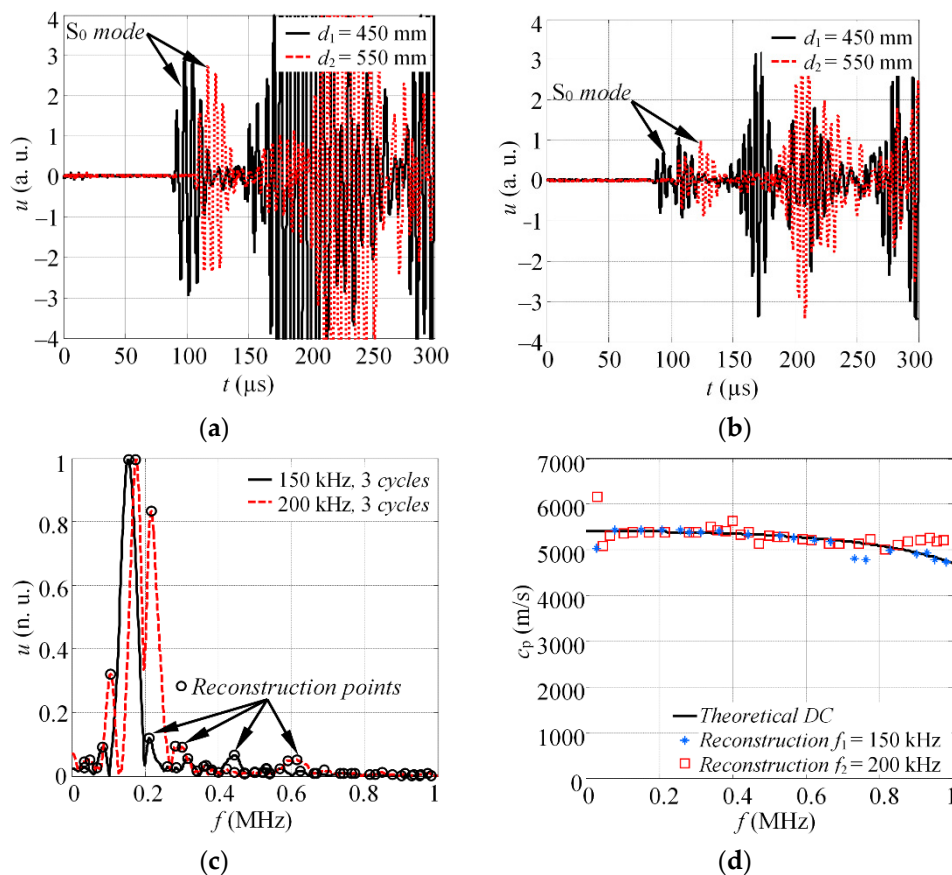 4
3
2
1
0
−1
−2
−3
−4
u (a. u.)
S₀ mode
d₁ = 450 mm
d₂ = 550 mm
0 50 100 150 200 250 300
t (μs)
(a)
4
3
2
1
0
−1
−2
−3
−4
u (a. u.)
S₀ mode
d₁ = 450 mm
d₂ = 550 mm
0 50 100 150 200 250 300
t (μs)
(b)
1
0.8
0.6
0.4
0.2
0
u (n. u.)
150 kHz, 3 cycles
200 kHz, 3 cycles
Reconstruction points
0 0.2 0.4 0.6 0.8 1
f (MHz)
(c)
7000
6000
5000
4000
3000
2000
1000
0
cₚ (m/s)
Theoretical DC
Reconstruction f₁ = 150 kHz
Reconstruction f₂ = 200 kHz
0 0.2 0.4 0.6 0.8 1
f (MHz)
(d)